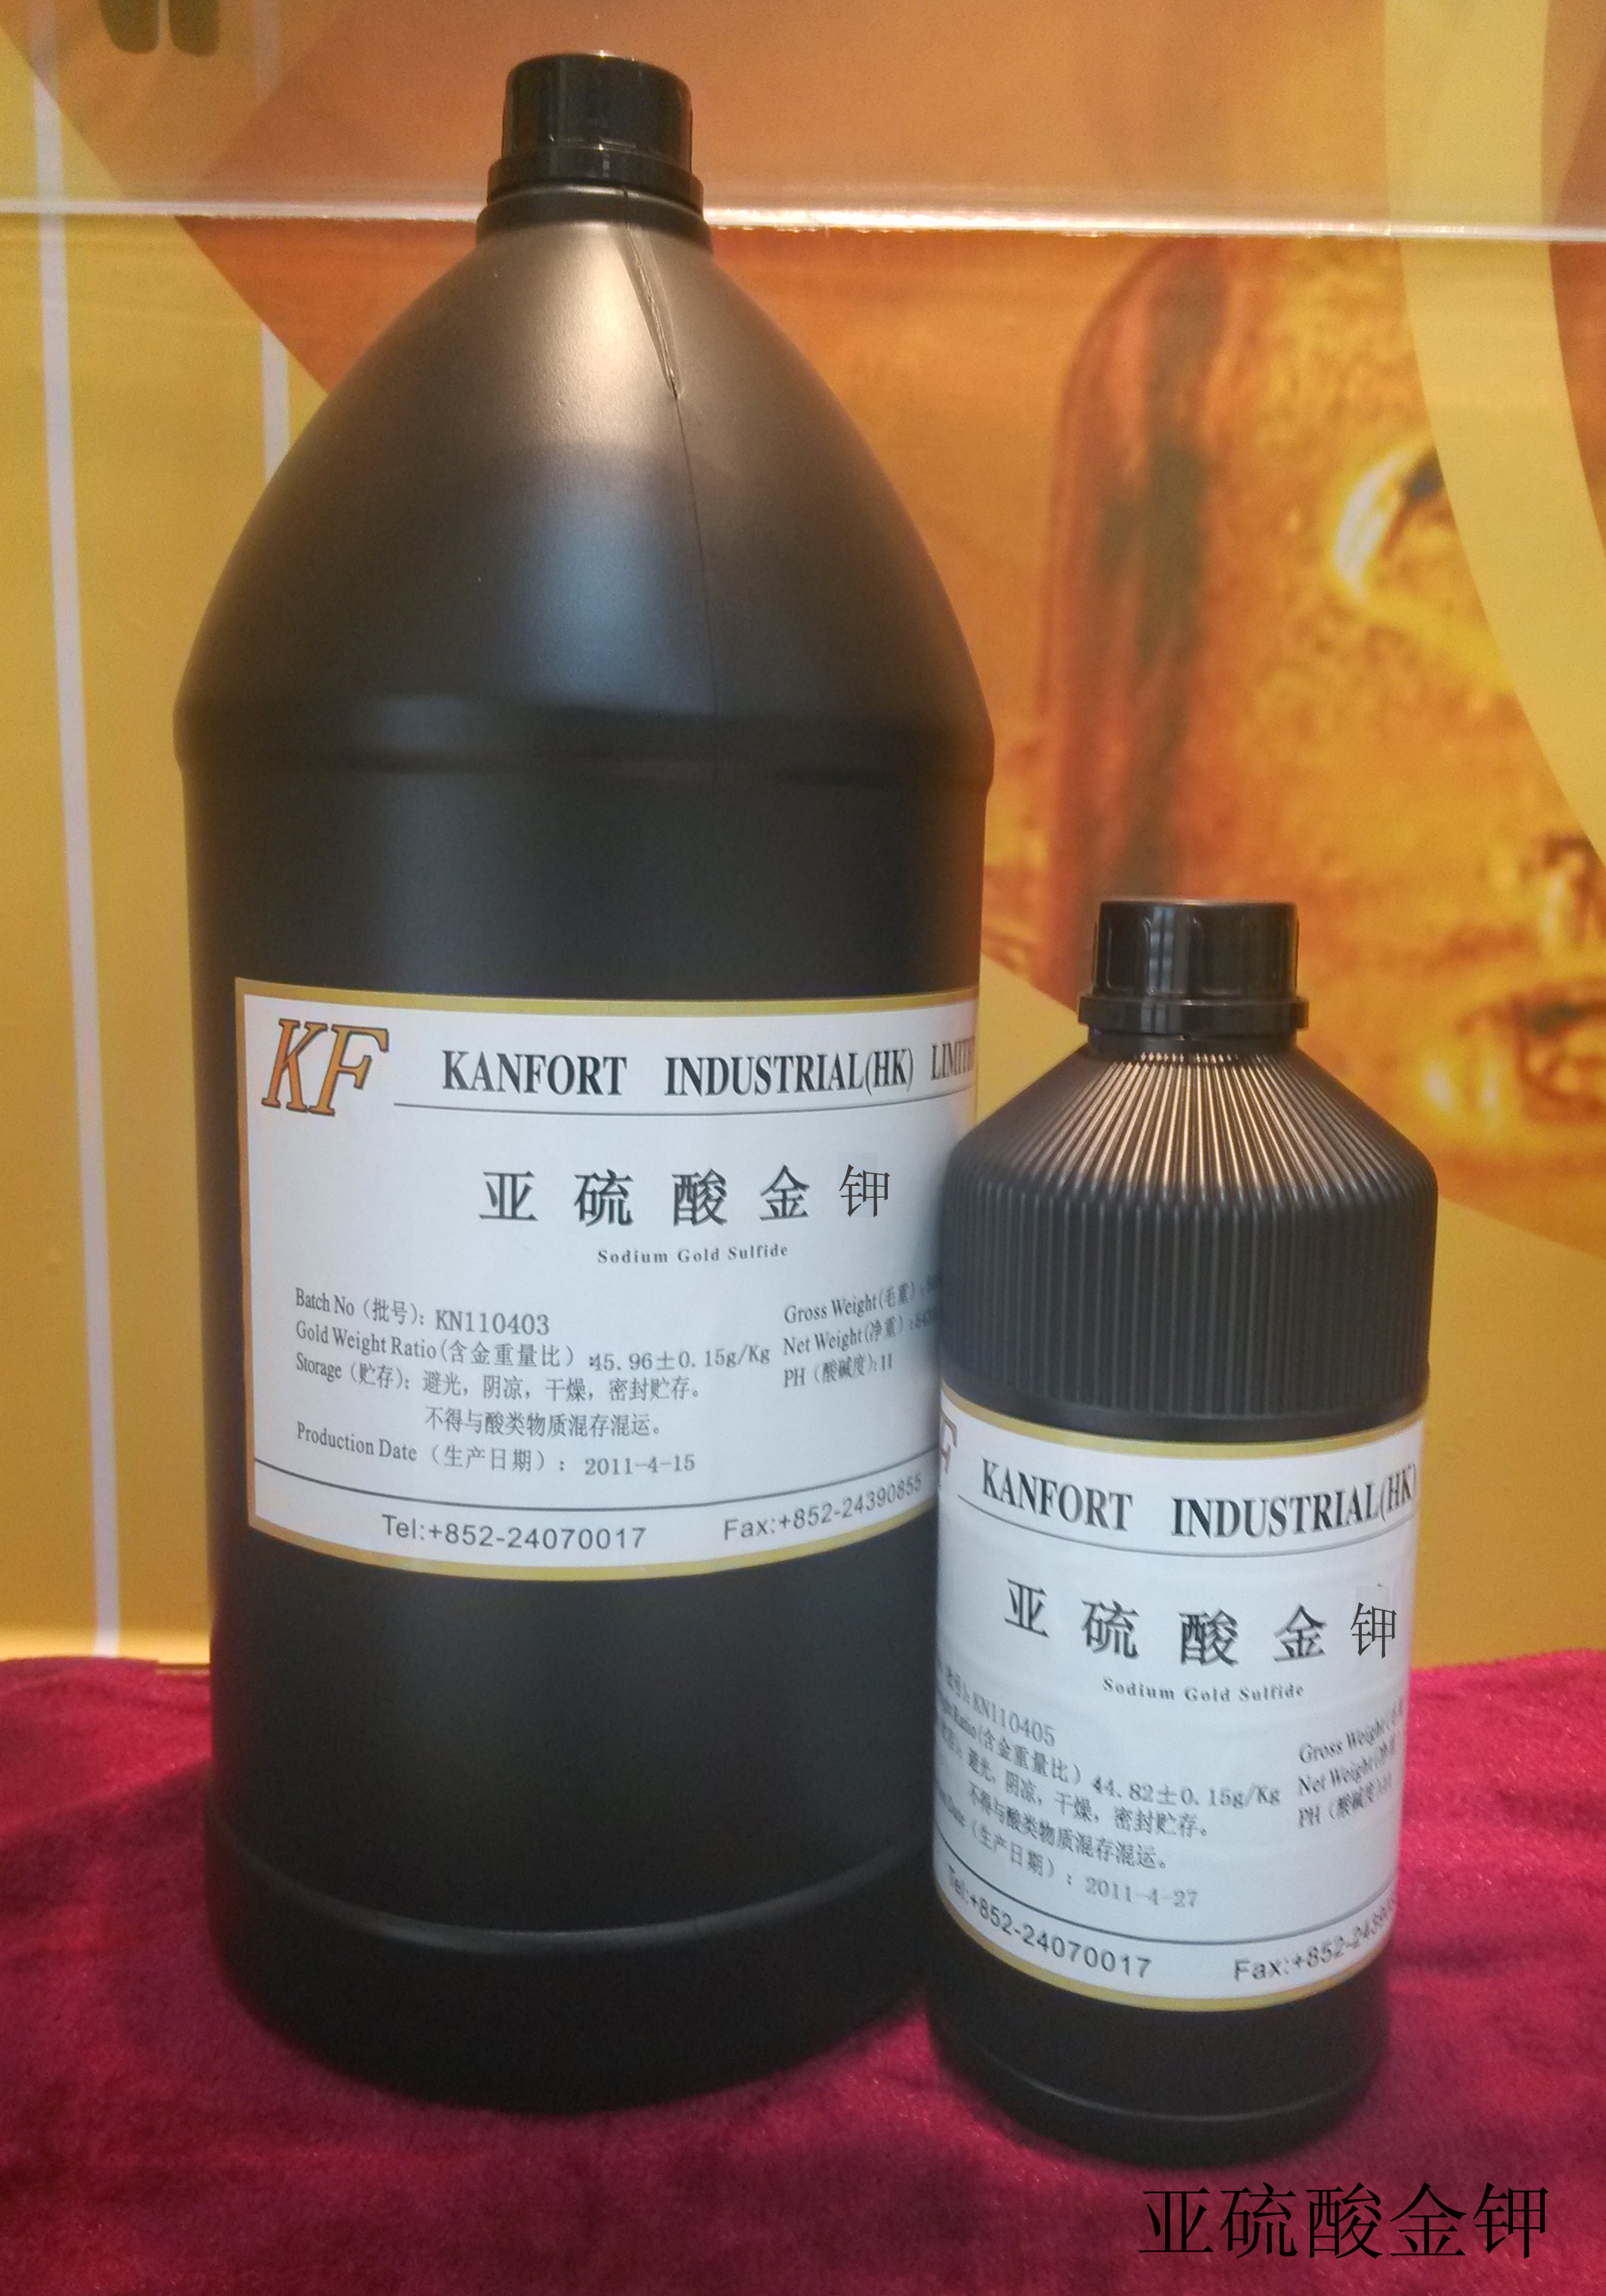 KF
KANFORT INDUSTRIAL(HK)
亚硫酸金钾
Sodium Gold Sulfide
Batch No（批号）：KN110403
Gold Weight Ratio(含金重量比）:45.96±0.15g/Kg
Storage（贮存）：避光，阴凉，干燥，密封贮存。
不得与酸类物质混存混运。
Production Date（生产日期）：2011-4-15
Gross Weight(毛重）:
Net Weight(净重）:
PH（酸碱度）:11
Tel:+852-24070017 Fax:+852-24390855
F
KANFORT INDUSTRIAL(HK)
亚硫酸金钾
Sodium Gold Sulfide
KN110405
(含金重量比）44.82±0.15g/Kg
避光，阴凉，干燥，密封贮存。
不得与酸类物质混存混运。
（生产日期）：2011-4-27
Gross Weight
Net Weight
PH（酸碱度
Tel:+852-24070017 Fax:+852-
亚硫酸金钾